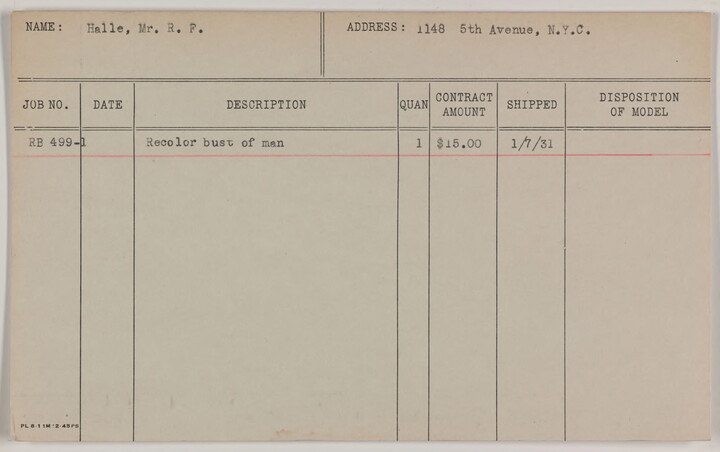 NAME: Halle, Mr. R. F. ADDRESS: 1148 5th Avenue, N.Y.C.
JOB NO. DATE DESCRIPTION QUAN CONTRACT AMOUNT SHIPPED DISPOSITION OF MODEL
RB 499-1 Recolor bust of man 1 $15.00 1/7/31